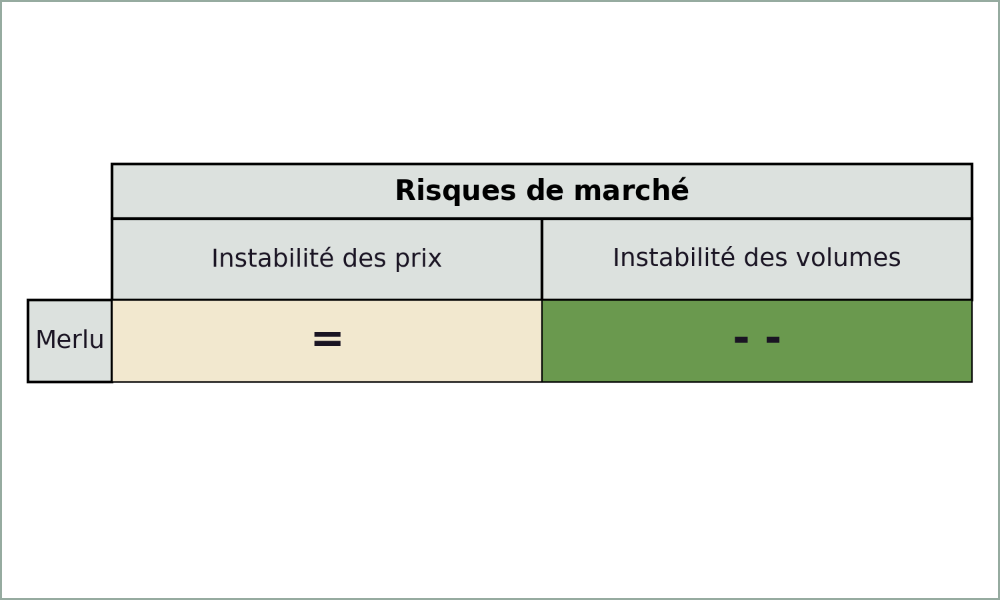 Risques de marché
Instabilité des prix
Instabilité des volumes
Merlu
=
- -